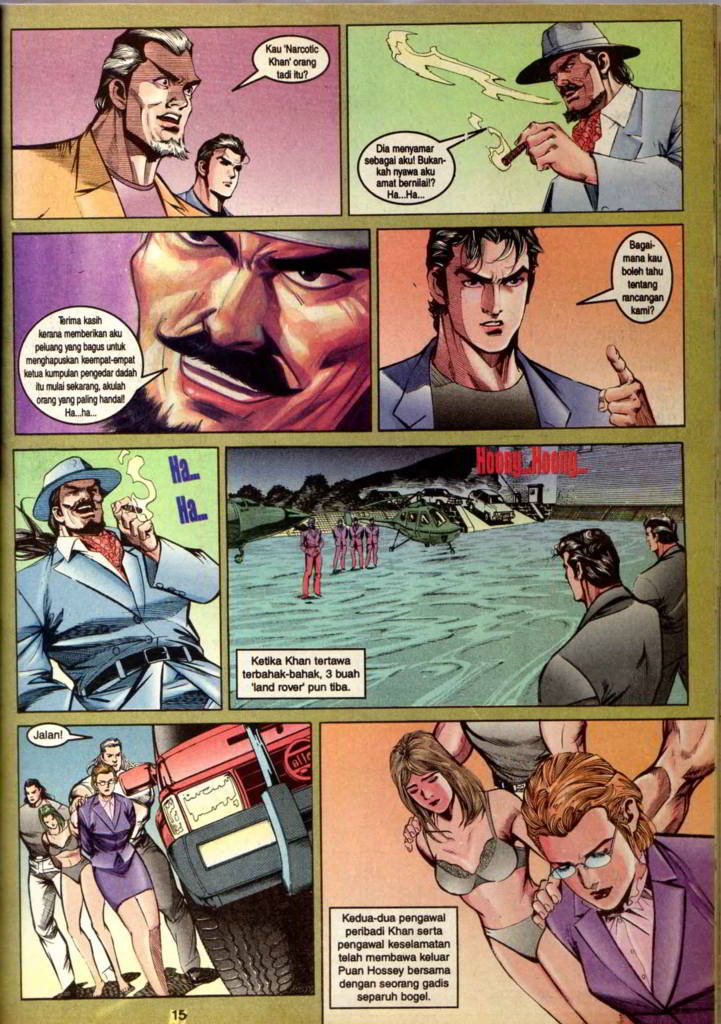 Kau 'Narcotic
Khan' orang
tadi itu?
Dia menyamar
sebagai aku! Bukan-
kah nyawa aku
amat bernilai!?
Ha...Ha...
Terima kasih
kerana memberikan aku
peluang yang bagus untuk
menghapuskan keempat-empat
ketua kumpulan pengedar dadah
itu mulai sekarang, akulah
orang yang paling handal!
Ha...ha...
Bagai-
mana kau
boleh tahu
tentang
rancangan
kami?
Ha...
Ha...
Hoong...Hoong...
Ketika Khan tertawa
terbahak-bahak, 3 buah
'land rover' pun tiba.
Jalan!
Kedua-dua pengawal
peribadi Khan serta
pengawal keselamatan
telah membawa keluar
Puan Hossey bersama
dengan seorang gadis
separuh bogel.
15